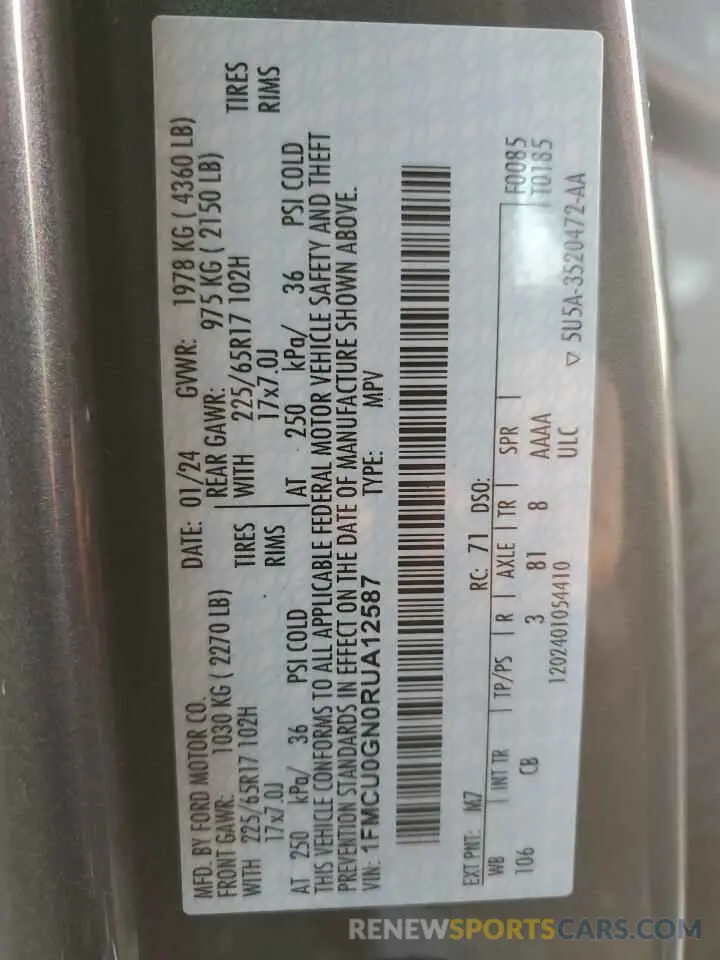 MFD. BY FORD MOTOR CO. DATE: 01/24 GVWR: 1978 KG ( 4360 LB)
FRONT GAWR: 1030 KG ( 2270 LB) REAR GAWR: 975 KG ( 2150 LB)
WITH 225/65R17 102H TIRES WITH 225/65R17 102H TIRES
17x7.0J RIMS 17x7.0J RIMS
AT 250 kPa/ 36 PSI COLD AT 250 kPa/ 36 PSI COLD
THIS VEHICLE CONFORMS TO ALL APPLICABLE FEDERAL MOTOR VEHICLE SAFETY AND THEFT
PREVENTION STANDARDS IN EFFECT ON THE DATE OF MANUFACTURE SHOWN ABOVE.
VIN: 1FMCU0GN0RUA12587 TYPE: MPV
EXT PNT: M7 RC: 71 DSO: F0085
WB INT TR TP/PS R AXLE TR SPR T0185
106 CB 3 81 8 AAAA
1202401054410 ULC ▽ 5U5A-3520472-AA
RENEWSPORTSCARS.COM